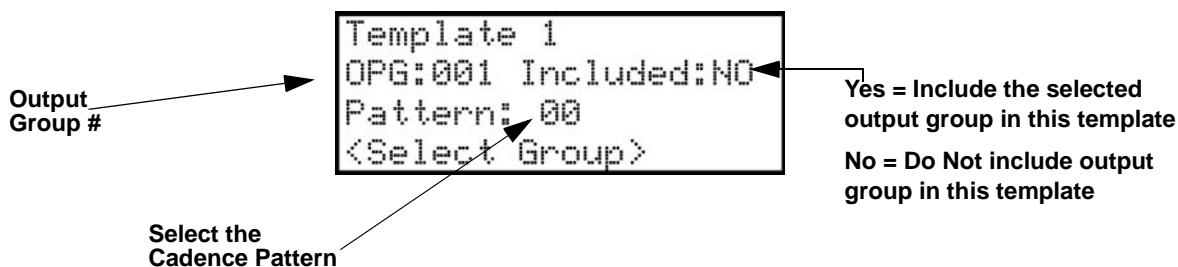 Template 1
OPG:001 Included:NO
Pattern: 00
<Select Group>
Output
Group #
Yes = Include the selected
output group in this template
No = Do Not include output
group in this template
Select the
Cadence Pattern